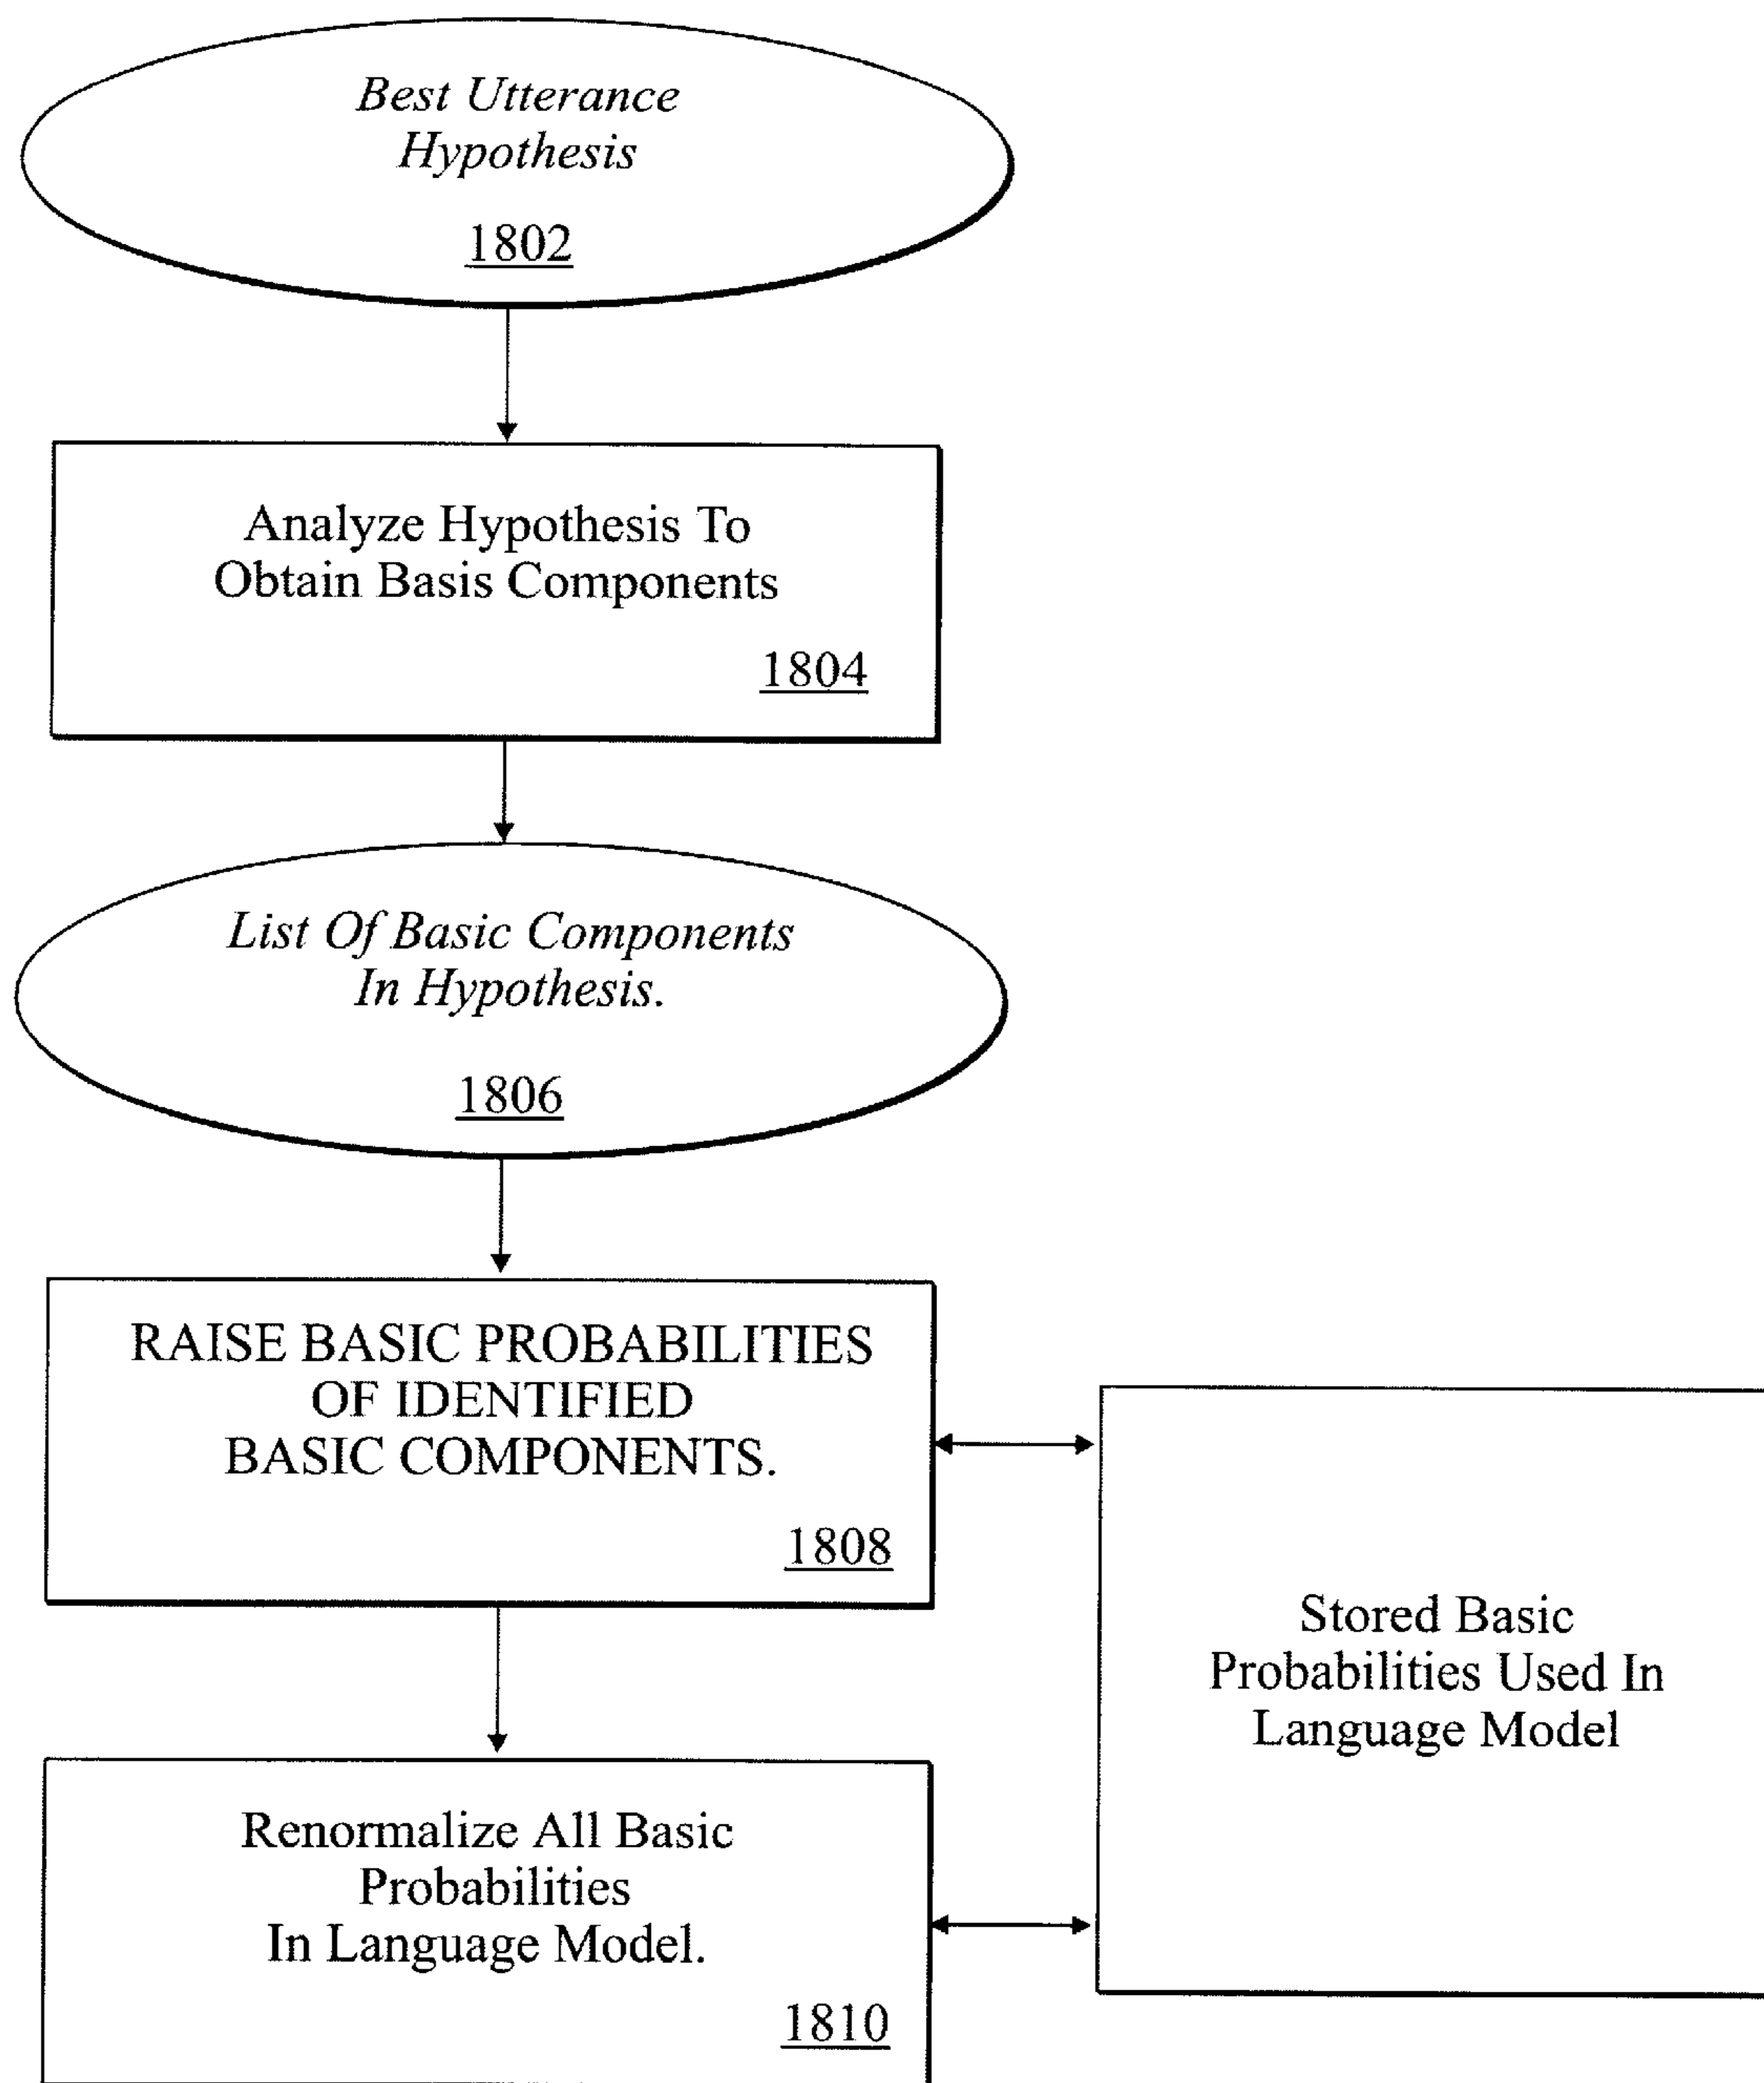 Best Utterance
Hypothesis
1802
Analyze Hypothesis To
Obtain Basis Components
1804
List Of Basic Components
In Hypothesis.
1806
RAISE BASIC PROBABILITIES
OF IDENTIFIED
BASIC COMPONENTS.
1808
Stored Basic
Probabilities Used In
Language Model
Renormalize All Basic
Probabilities
In Language Model.
1810